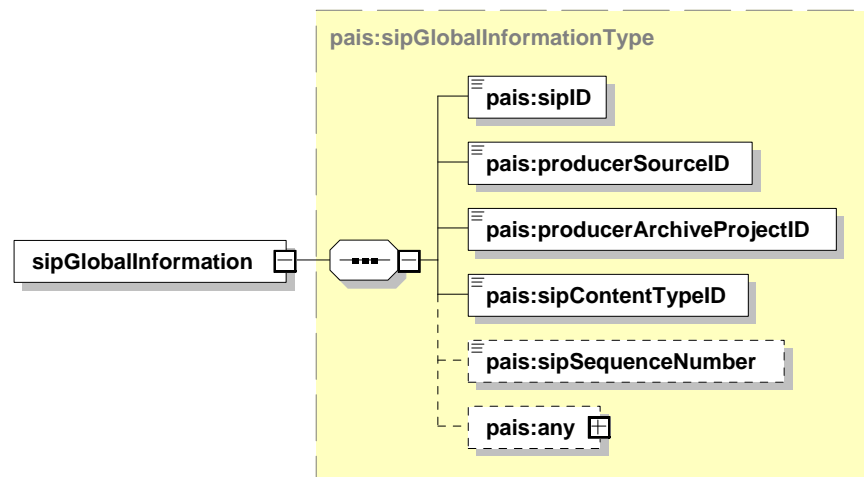 pais:sipGlobalInformationType
pais:sipID
pais:producerSourceID
pais:producerArchiveProjectID
sipGlobalInformation
pais:sipContentTypeID
pais:sipSequenceNumber
pais:any